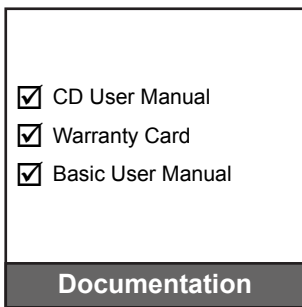 CD User Manual
Warranty Card
Basic User Manual
Documentation